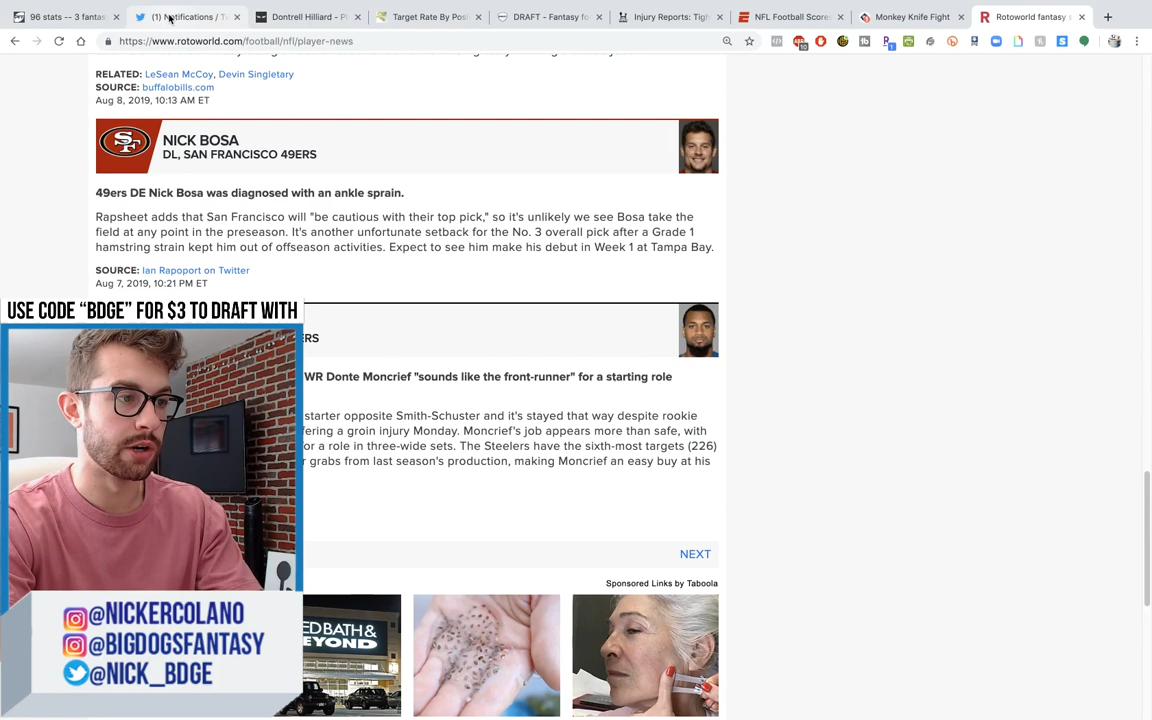 96 stats -- 3 fantas
(1) Notifications / T
Dontrell Hilliard - Pl
Target Rate By Posi
DRAFT - Fantasy fo
Injury Reports: Tigh
NFL Football Scores
Monkey Knife Fight
Rotoworld fantasy s
https://www.rotoworld.com/football/nfl/player-news
RELATED: LeSean McCoy, Devin Singletary
SOURCE: buffalobills.com
Aug 8, 2019, 10:13 AM ET
NICK BOSA
DL, SAN FRANCISCO 49ERS
49ers DE Nick Bosa was diagnosed with an ankle sprain.
Rapsheet adds that San Francisco will "be cautious with their top pick," so it's unlikely we see Bosa take the
field at any point in the preseason. It's another unfortunate setback for the No. 3 overall pick after a Grade 1
hamstring strain kept him out of offseason activities. Expect to see him make his debut in Week 1 at Tampa Bay.
SOURCE: Ian Rapoport on Twitter
Aug 7, 2019, 10:21 PM ET
USE CODE "BDGE" FOR $3 TO DRAFT WITH
ERS
WR Donte Moncrief "sounds like the front-runner" for a starting role
starter opposite Smith-Schuster and it's stayed that way despite rookie
fering a groin injury Monday. Moncrief's job appears more than safe, with
or a role in three-wide sets. The Steelers have the sixth-most targets (226)
r grabs from last season's production, making Moncrief an easy buy at his
NEXT
Sponsored Links by Taboola
ED BATH &
EYOND
@NICKERCOLANO
@BIGDOGSFANTASY
@NICK_BDGE